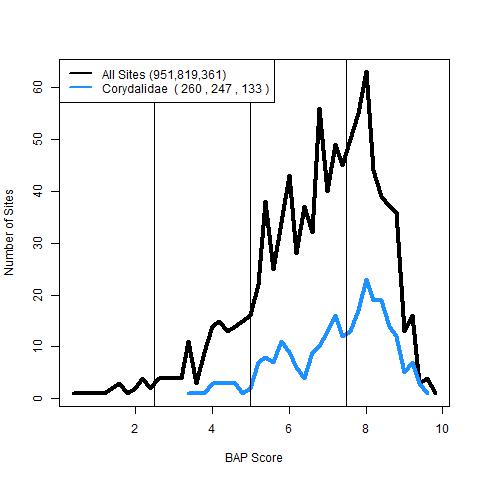 All Sites (951,819,361)
Corydalidae  ( 260 , 247 , 133 )
Number of Sites
60
50
40
30
20
10
0
2 4 6 8 10
BAP Score